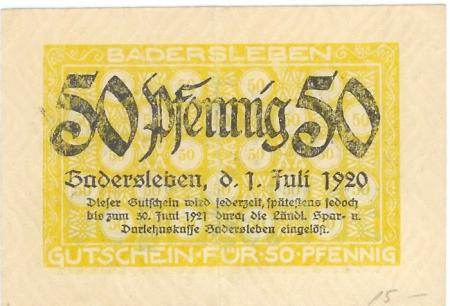 BADERSLEBEN
50 Pfennig 50
Badersleben, d. 1. Juli 1920
Dieser Gutschein wird jederzeit, spätestens jedoch
bis zum 30. Juni 1921 durch die Ländl. Spar- u.
Darlehnskasse Badersleben eingelöst.
GUTSCHEIN·FÜR·50·PFENNIG
15 -